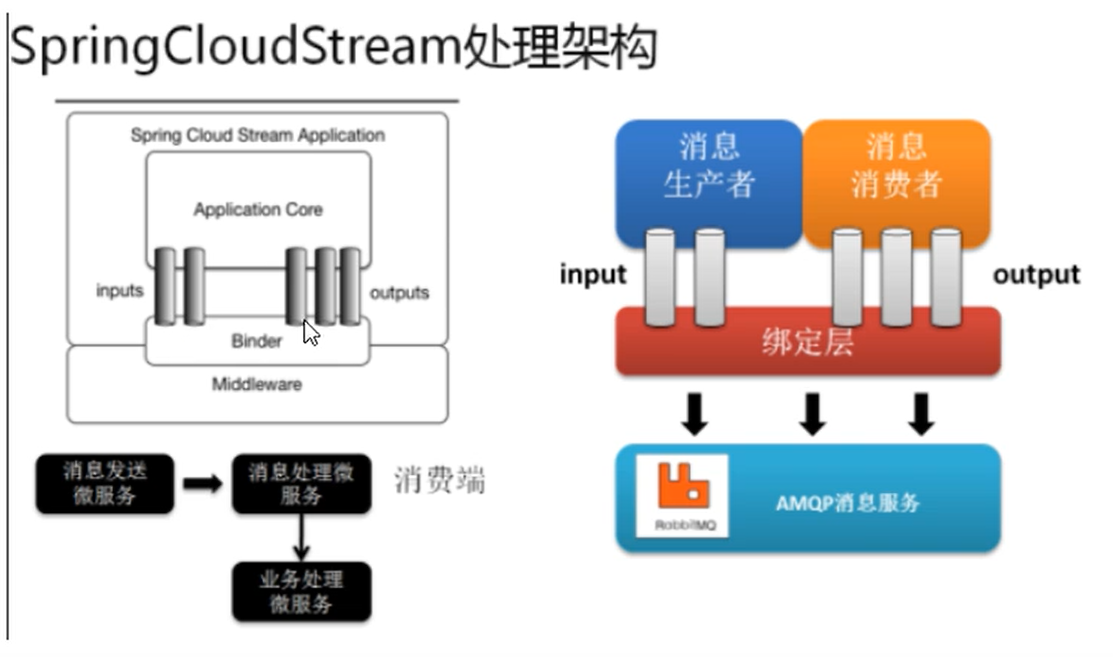 SpringCloudStream处理架构
Spring Cloud Stream Application
Application Core
inputs
outputs
Binder
Middleware
消息发送
微服务
消息处理微
服务
消费端
业务处理
微服务
消息
生产者
消息
消费者
input
output
绑定层
RabbitMQ
AMQP消息服务